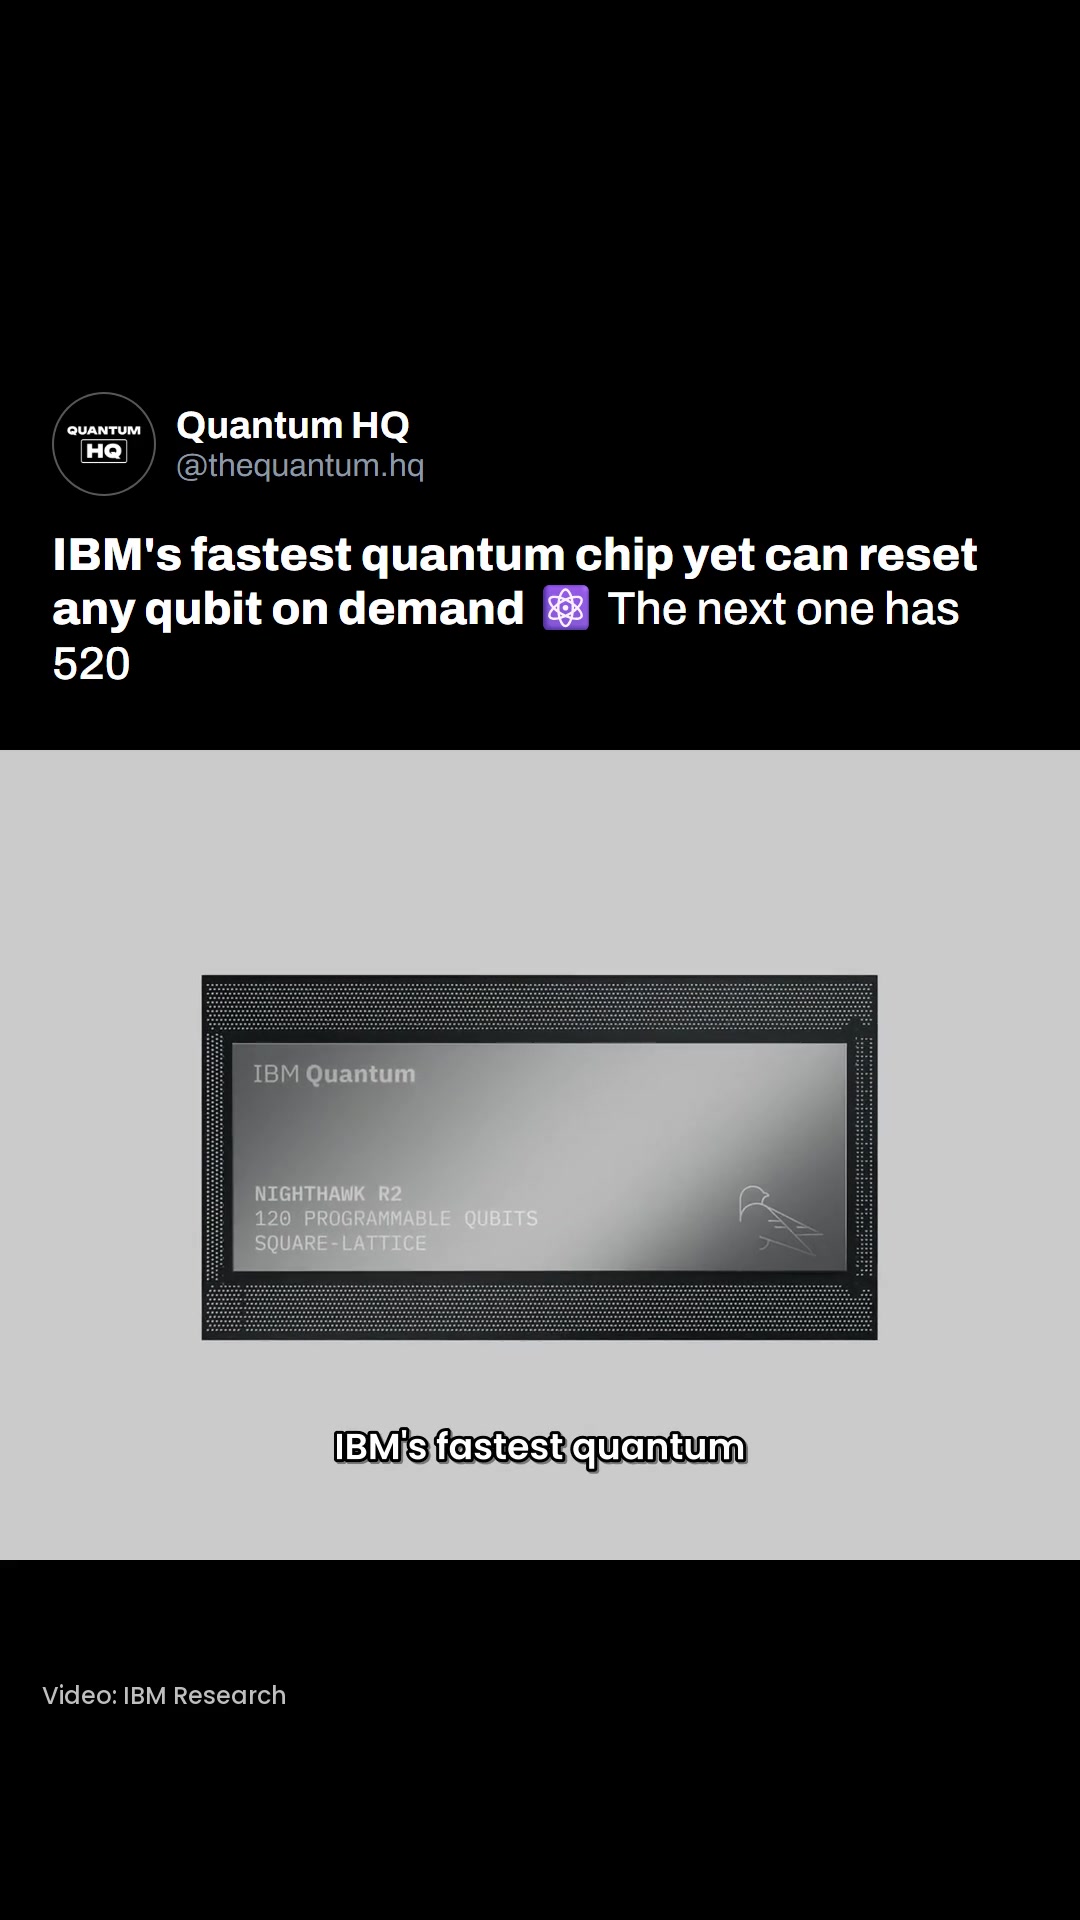 QUANTUM
HQ
Quantum HQ
@thequantum.hq
IBM's fastest quantum chip yet can reset
any qubit on demand ⚛️ The next one has
520
IBM Quantum
NIGHTHAWK R2
120 PROGRAMMABLE QUBITS
SQUARE-LATTICE
IBM's fastest quantum
Video: IBM Research